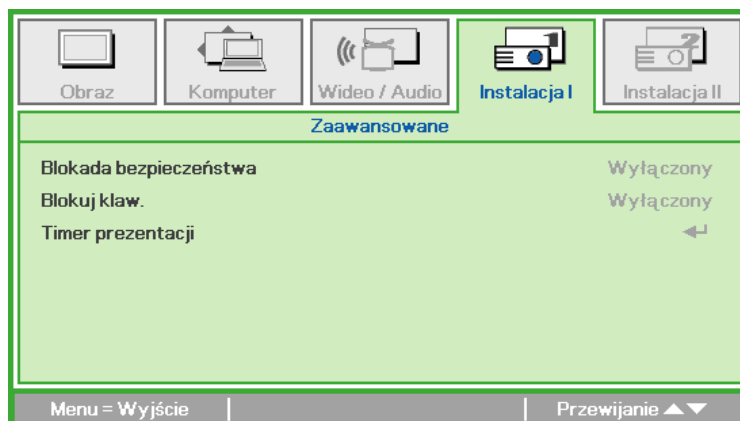 Obraz
Komputer
Wideo / Audio
Instalacja I
Instalacja II
Zaawansowane
Blokada bezpieczeństwa Wyłączony
Blokuj klaw. Wyłączony
Timer prezentacji
Menu = Wyjście Przewijanie ▲▼